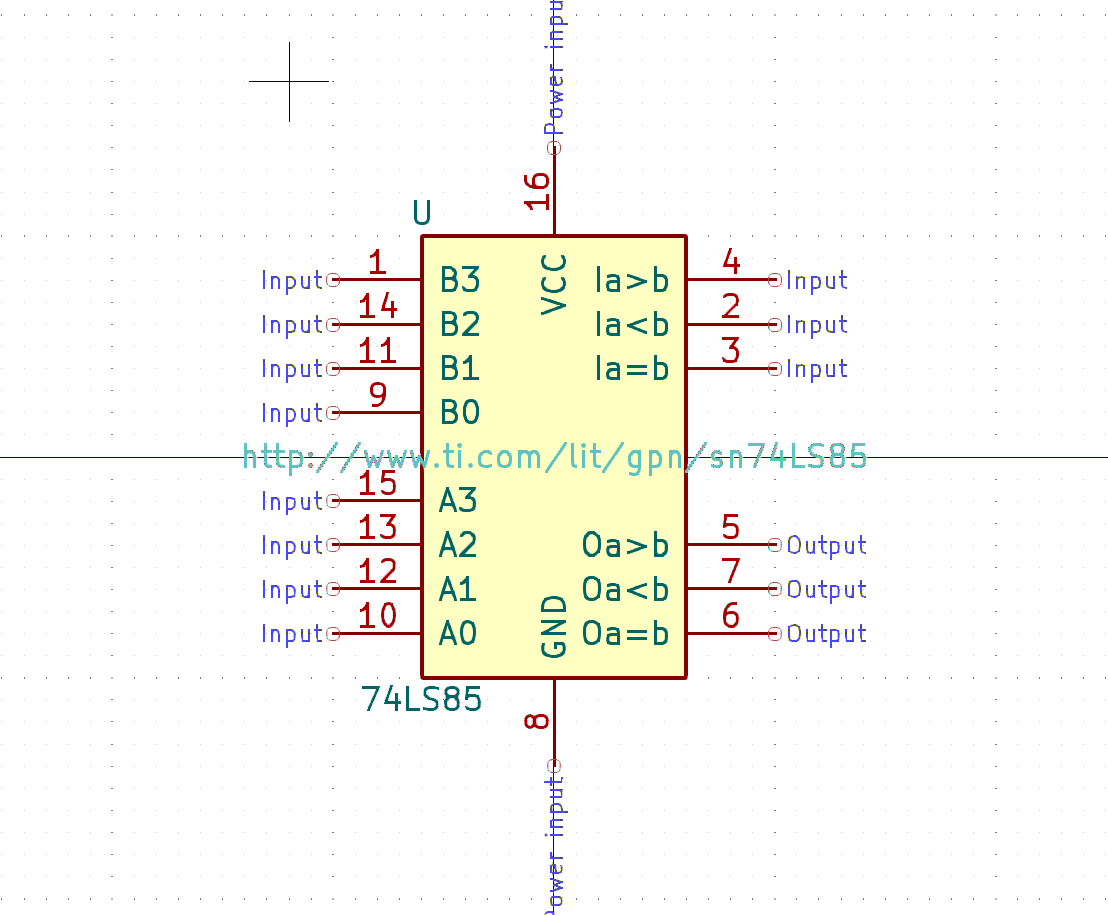 Power inpu
16
U
VCC
Input 1 B3 Ia>b 4 Input
Input 14 B2 Ia<b 2 Input
Input 11 B1 Ia=b 3 Input
Input 9 B0
http://www.ti.com/lit/gpn/sn74LS85
Input 15 A3
Input 13 A2 Oa>b 5 Output
Input 12 A1 Oa<b 7 Output
Input 10 A0 Oa=b 6 Output
GND
74LS85
8
Power input